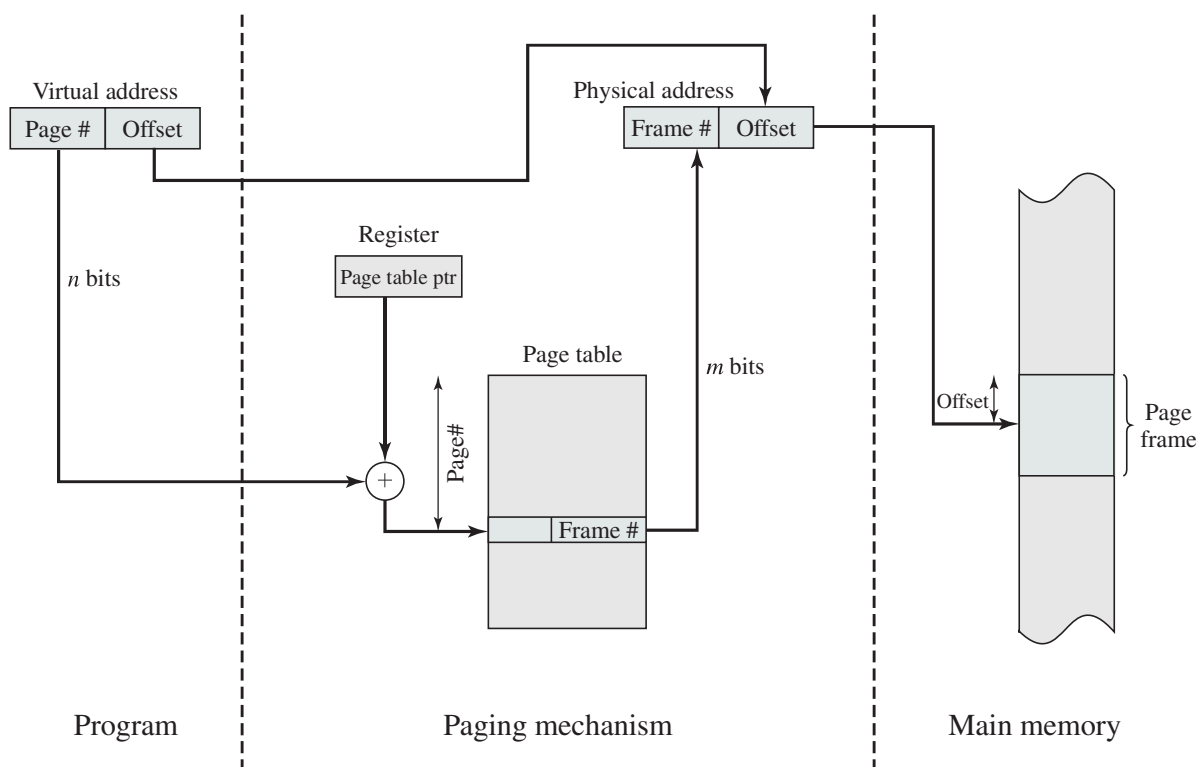 Virtual address
Page #
Offset
Physical address
Frame #
Offset
n bits
Register
Page table ptr
Page table
m bits
Page#
+
Frame #
Offset
Page
frame
Program
Paging mechanism
Main memory